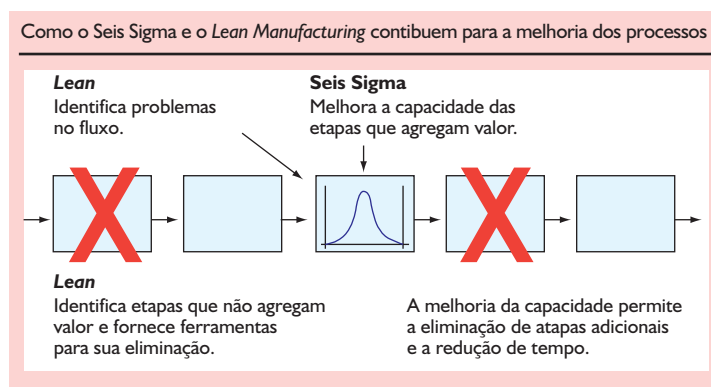 Como o Seis Sigma e o Lean Manufacturing contibuem para a melhoria dos processos
Lean
Identifica problemas
no fluxo.
Seis Sigma
Melhora a capacidade das
etapas que agregam valor.
Lean
Identifica etapas que não agregam
valor e fornece ferramentas
para sua eliminação.
A melhoria da capacidade permite
a eliminação de atapas adicionais
e a redução de tempo.